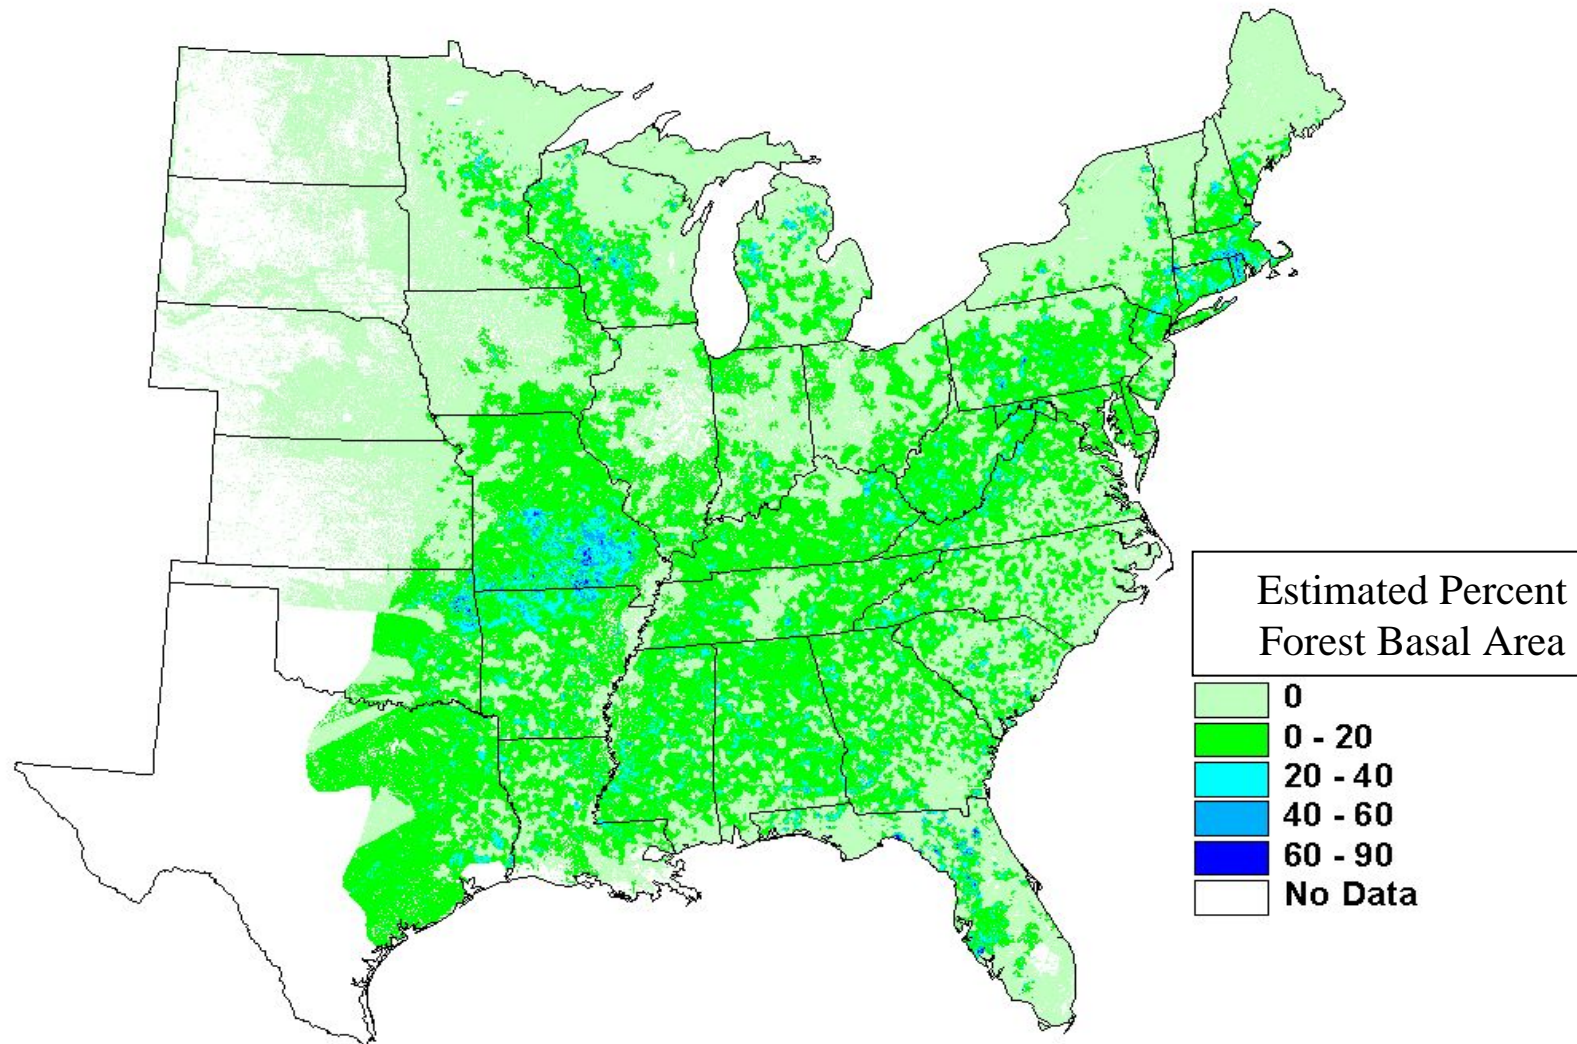 Estimated Percent
Forest Basal Area
0
0 - 20
20 - 40
40 - 60
60 - 90
No Data